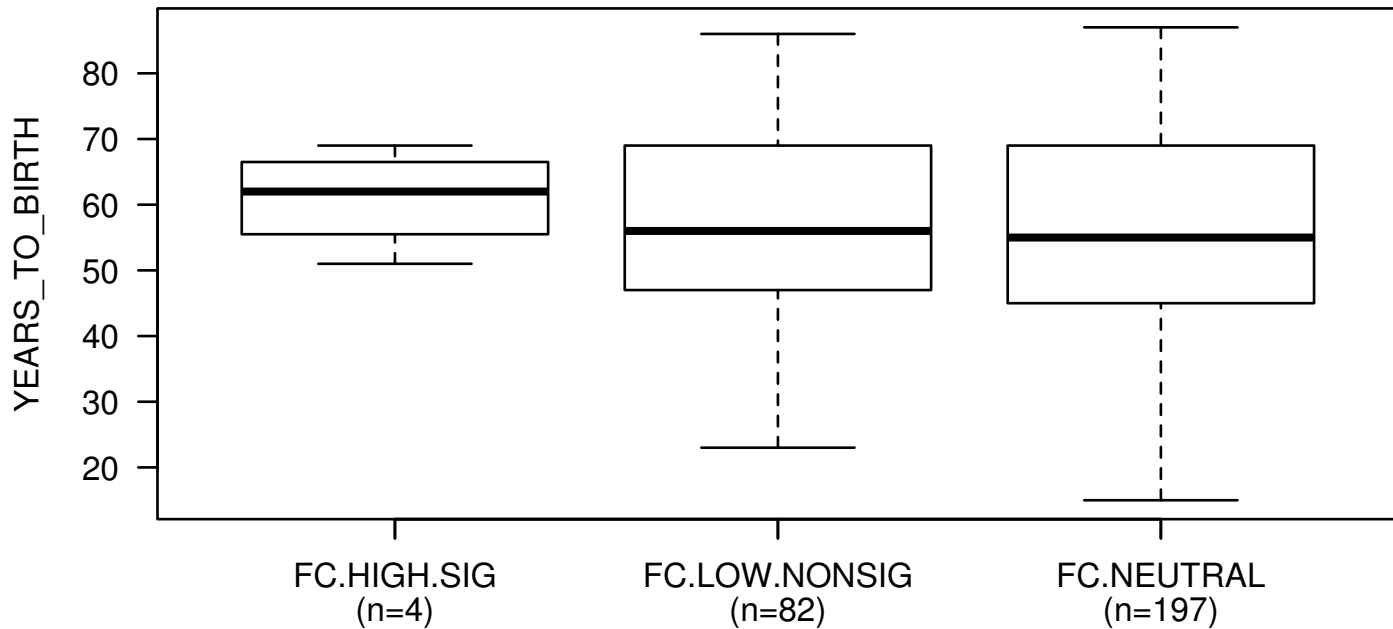 YEARS_TO_BIRTH
80
70
60
50
40
30
20
FC.HIGH.SIG
(n=4)
FC.LOW.NONSIG
(n=82)
FC.NEUTRAL
(n=197)